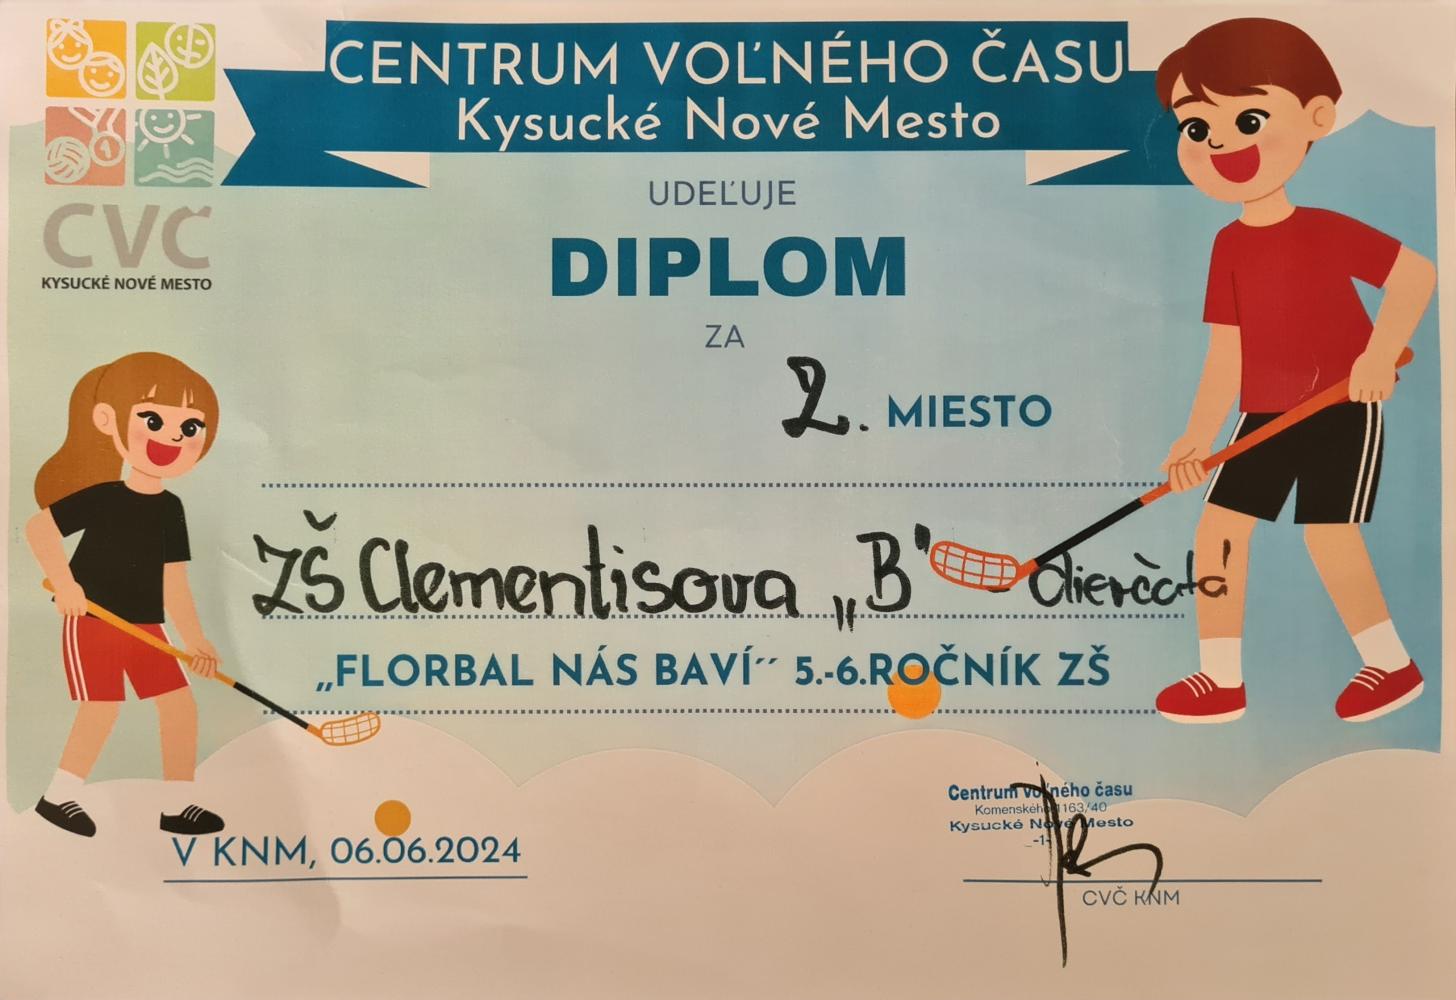 CENTRUM VOĽNÉHO ČASU
Kysucké Nové Mesto
CVČ
KYSUCKÉ NOVÉ MESTO
UDEĽUJE
DIPLOM
ZA
2. MIESTO
ZŠ Clementisova „B" - dierčatá
„FLORBAL NÁS BAVÍ´´ 5.-6.ROČNÍK ZŠ
V KNM, 06.06.2024
Centrum voľného času
Komenského 1163/40
Kysucké Nové Mesto
-1-
CVČ KNM